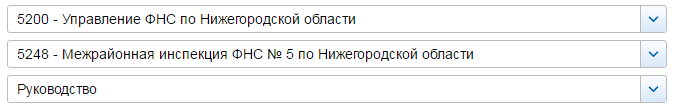 5200 - Управление ФНС по Нижегородской области
5248 - Межрайонная инспекция ФНС № 5 по Нижегородской области
Руководство